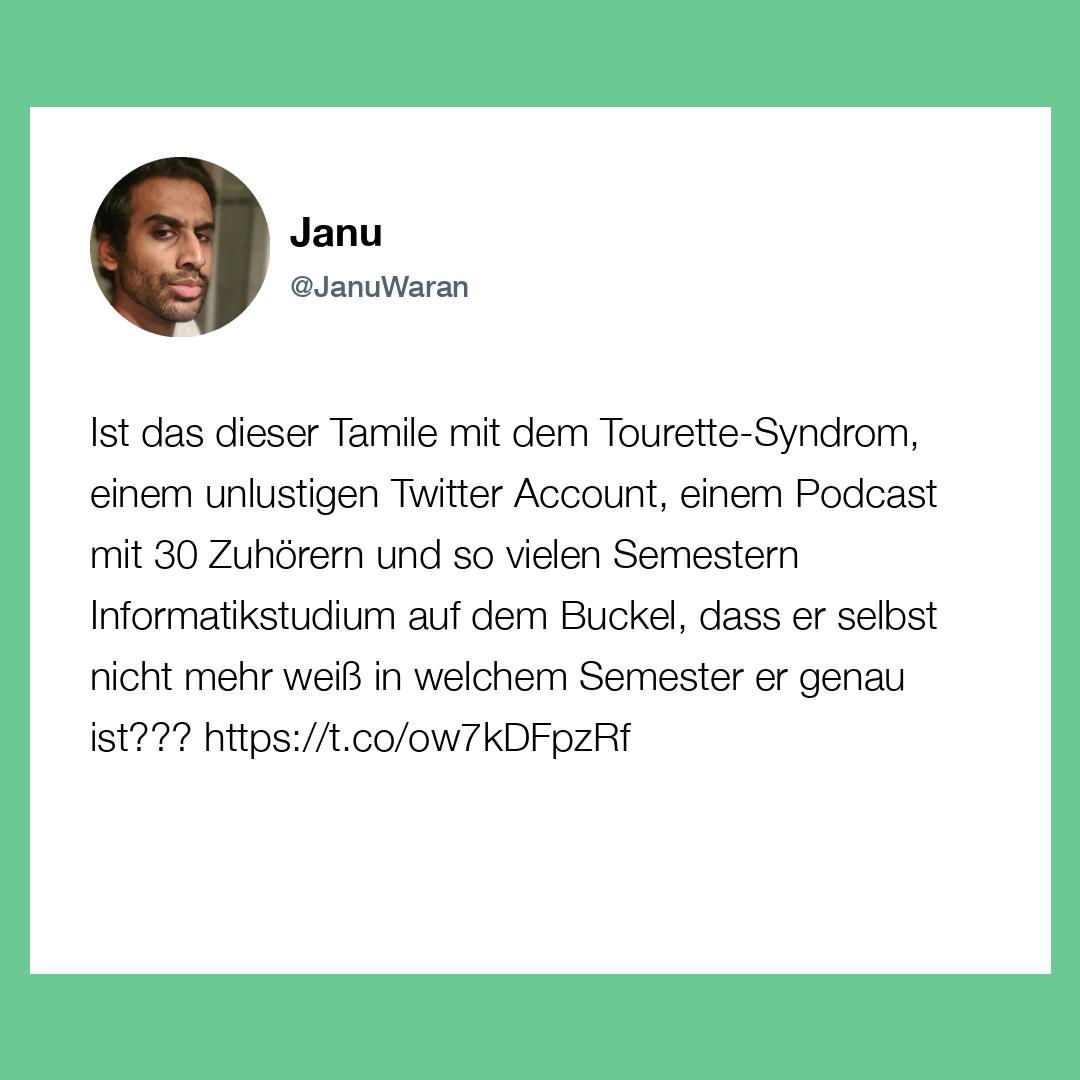 Janu
@JanuWaran
Ist das dieser Tamile mit dem Tourette-Syndrom,
einem unlustigen Twitter Account, einem Podcast
mit 30 Zuhörern und so vielen Semestern
Informatikstudium auf dem Buckel, dass er selbst
nicht mehr weiß in welchem Semester er genau
ist??? https://t.co/ow7kDFpzRf